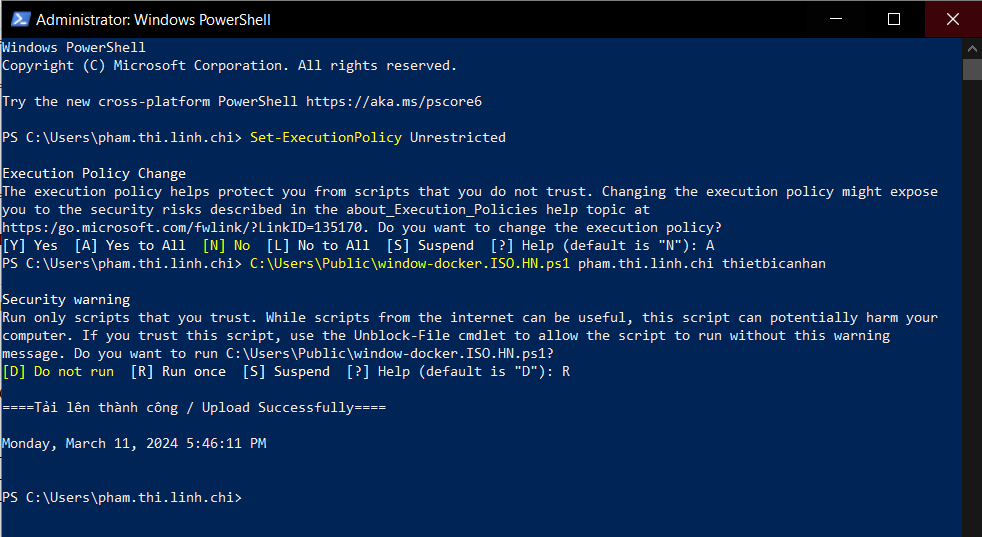 Administrator: Windows PowerShell
Windows PowerShell
Copyright (C) Microsoft Corporation. All rights reserved.
Try the new cross-platform PowerShell https://aka.ms/pscore6
PS C:\Users\pham.thi.linh.chi> Set-ExecutionPolicy Unrestricted
Execution Policy Change
The execution policy helps protect you from scripts that you do not trust. Changing the execution policy might expose
you to the security risks described in the about_Execution_Policies help topic at
https:/go.microsoft.com/fwlink/?LinkID=135170. Do you want to change the execution policy?
[Y] Yes  [A] Yes to All  [N] No  [L] No to All  [S] Suspend  [?] Help (default is "N"): A
PS C:\Users\pham.thi.linh.chi> C:\Users\Public\window-docker.ISO.HN.ps1 pham.thi.linh.chi thietbicanhan
Security warning
Run only scripts that you trust. While scripts from the internet can be useful, this script can potentially harm your
computer. If you trust this script, use the Unblock-File cmdlet to allow the script to run without this warning
message. Do you want to run C:\Users\Public\window-docker.ISO.HN.ps1?
[D] Do not run  [R] Run once  [S] Suspend  [?] Help (default is "D"): R
====Tải lên thành công / Upload Successfully====
Monday, March 11, 2024 5:46:11 PM
PS C:\Users\pham.thi.linh.chi>